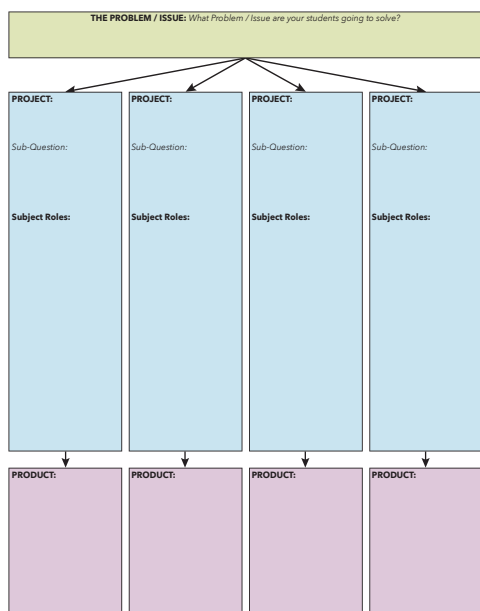 THE PROBLEM / ISSUE: What Problem / Issue are your students going to solve?
PROJECT:
Sub-Question:
Subject Roles:
PROJECT:
Sub-Question:
Subject Roles:
PROJECT:
Sub-Question:
Subject Roles:
PROJECT:
Sub-Question:
Subject Roles:
PRODUCT:
PRODUCT:
PRODUCT:
PRODUCT: